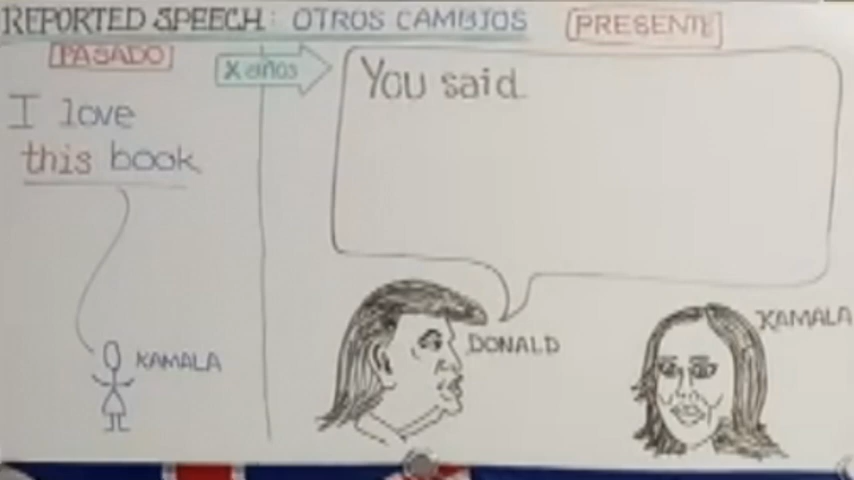 REPORTED SPEECH: OTROS CAMBIOS
PRESENTE
PASADO
X años
You said
I love
this book
KAMALA
DONALD
KAMALA